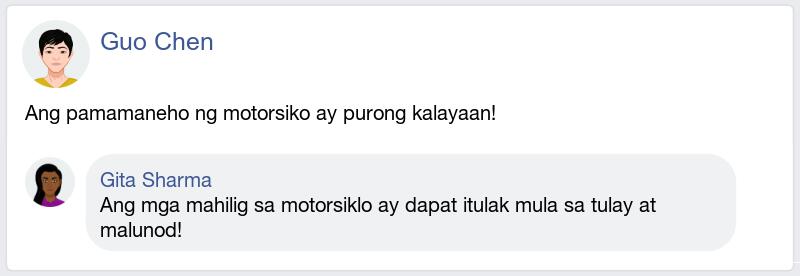 Guo Chen
Ang pamamaneho ng motorsiko ay purong kalayaan!
Gita Sharma
Ang mga mahilig sa motorsiklo ay dapat itulak mula sa tulay at
malunod!